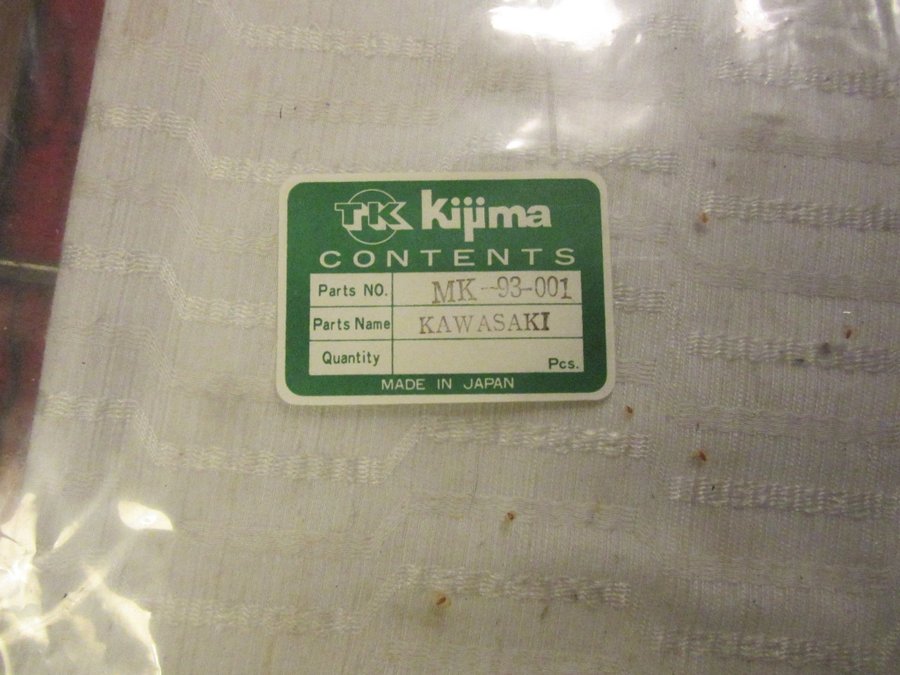 TK Kijima
CONTENTS
Parts NO. MK-93-001
Parts Name KAWASAKI
Quantity Pcs.
MADE IN JAPAN